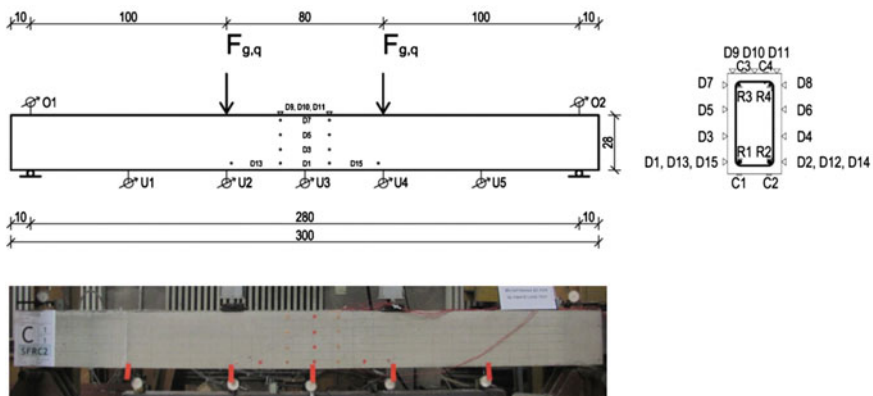 10 100 80 100 10
F g,q F g,q
O1 O2
D9, D10, D11
D7
D5
D3
D13 D1 D15
28
U1 U2 U3 U4 U5
10 280 10
300
D9 D10 D11
C3 C4
D7 R3 R4 D8
D5 D6
D3 D4
R1 R2
D1, D13, D15 D2, D12, D14
C1 C2
C
SFRC2